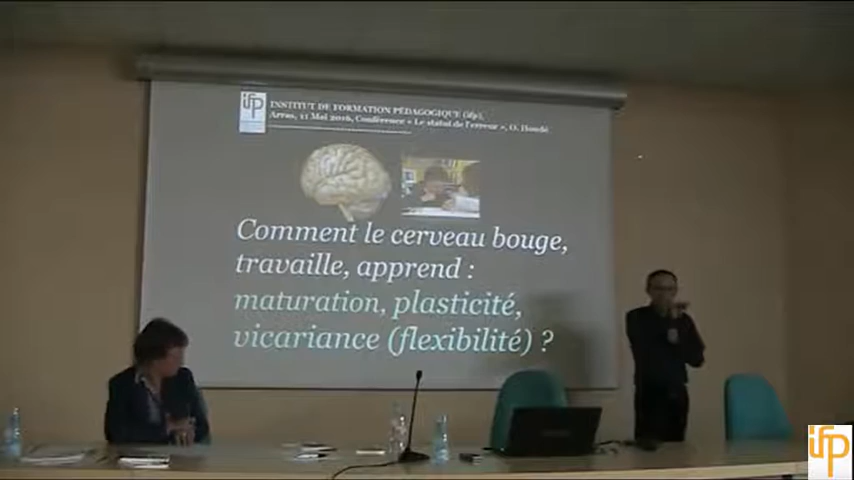 ifp
INSTITUT DE FORMATION PÉDAGOGIQUE (ifp),
Arras, 11 Mai 2016, Conférence « Le statut de l'erreur », O. Houdé
Comment le cerveau bouge,
travaille, apprend :
maturation, plasticité,
vicariance (flexibilité) ?
ifp